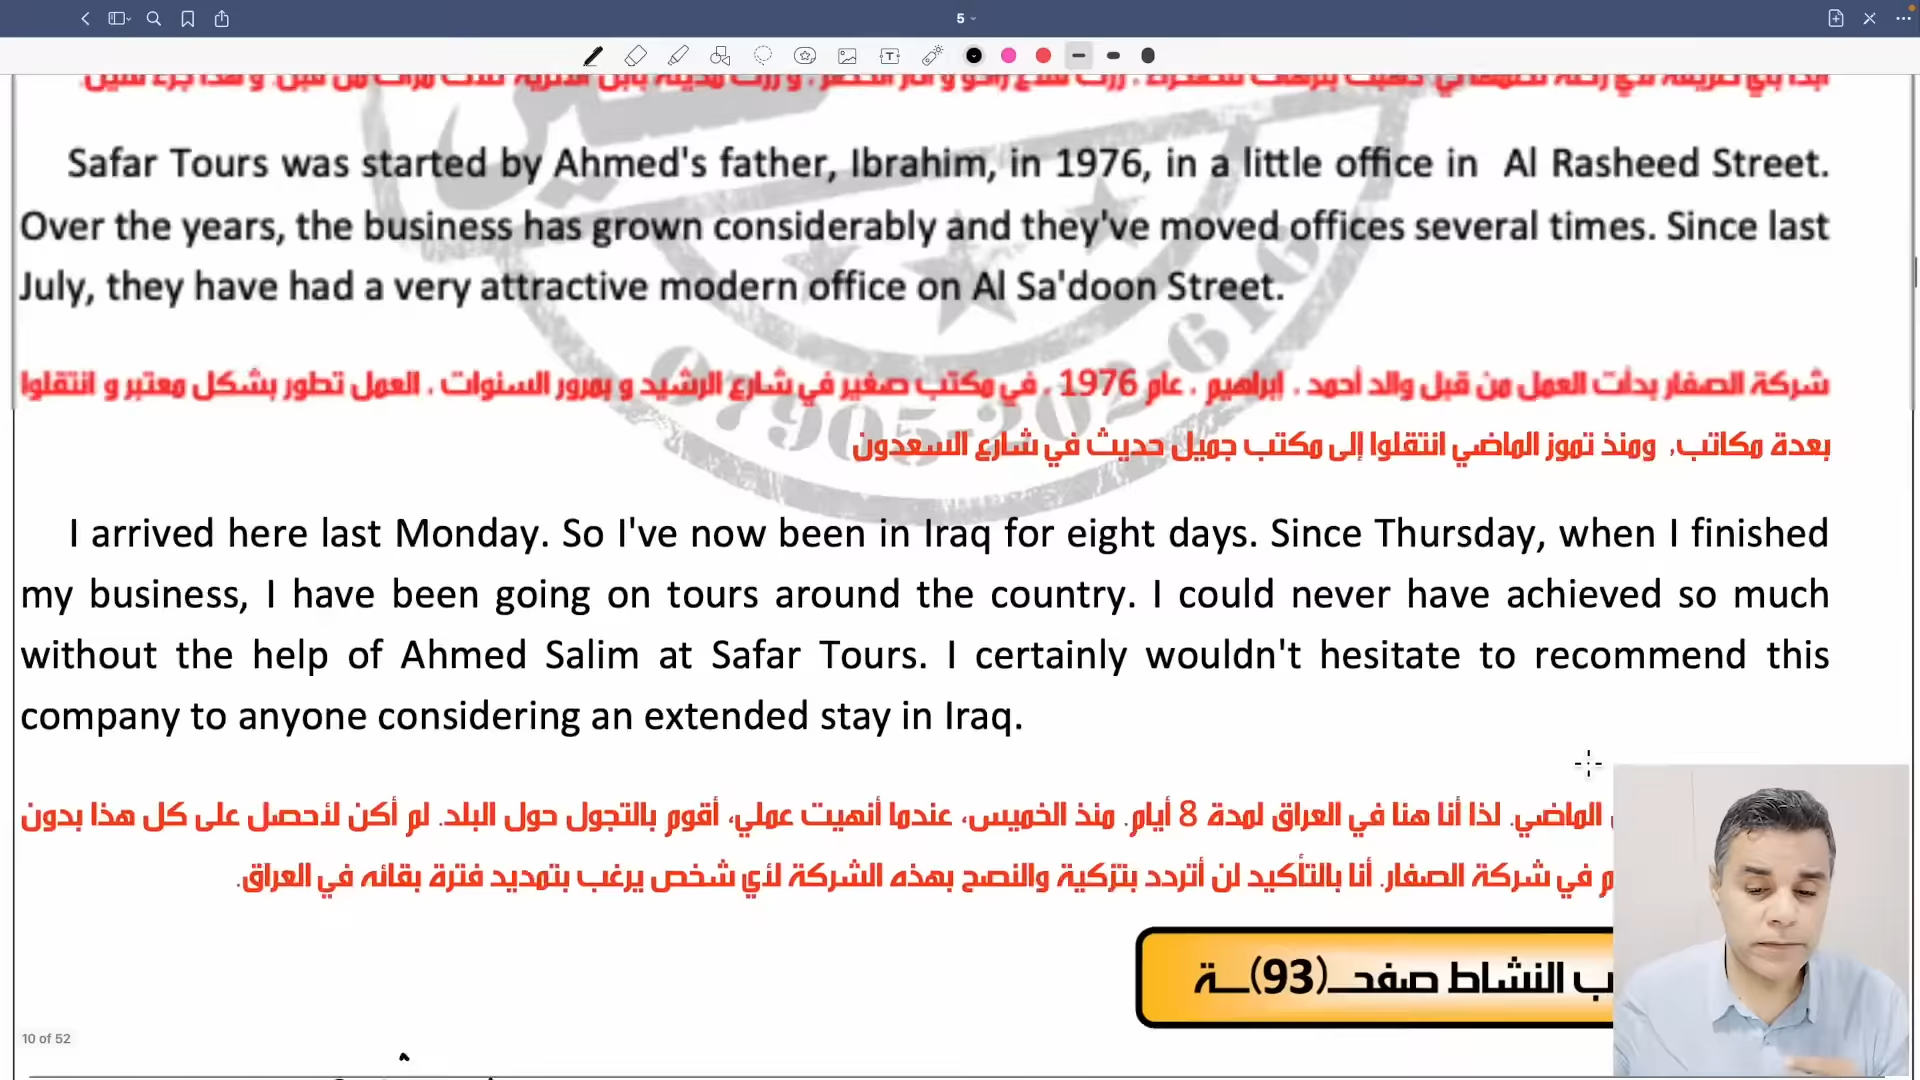 5
Safar Tours was started by Ahmed's father, Ibrahim, in 1976, in a little office in Al Rasheed Street.
Over the years, the business has grown considerably and they've moved offices several times. Since last
July, they have had a very attractive modern office on Al Sa'doon Street.
شركة الصفار بدأت العمل من قبل والد أحمد ، ابراهيم ، عام 1976 ، في مكتب صغير في شارع الرشيد و بمرور السنوات ، العمل تطور بشكل معتبر و انتقلوا
بعدة مكاتب, ومنذ تموز الماضي انتقلوا إلى مكتب جميل حديث في شارع السعدون
07905-202-616
I arrived here last Monday. So I've now been in Iraq for eight days. Since Thursday, when I finished
my business, I have been going on tours around the country. I could never have achieved so much
without the help of Ahmed Salim at Safar Tours. I certainly wouldn't hesitate to recommend this
company to anyone considering an extended stay in Iraq.
الماضي. لذا أنا هنا في العراق لمدة 8 أيام. منذ الخميس، عندما أنهيت عملي، أقوم بالتجول حول البلد. لم أكن لأحصل على كل هذا بدون
في شركة الصفار. أنا بالتأكيد لن أتردد بتزكية والنصح بهذه الشركة لأي شخص يرغب بتمديد فترة بقائه في العراق.
النشاط صفحـ(93)ــة
10 of 52